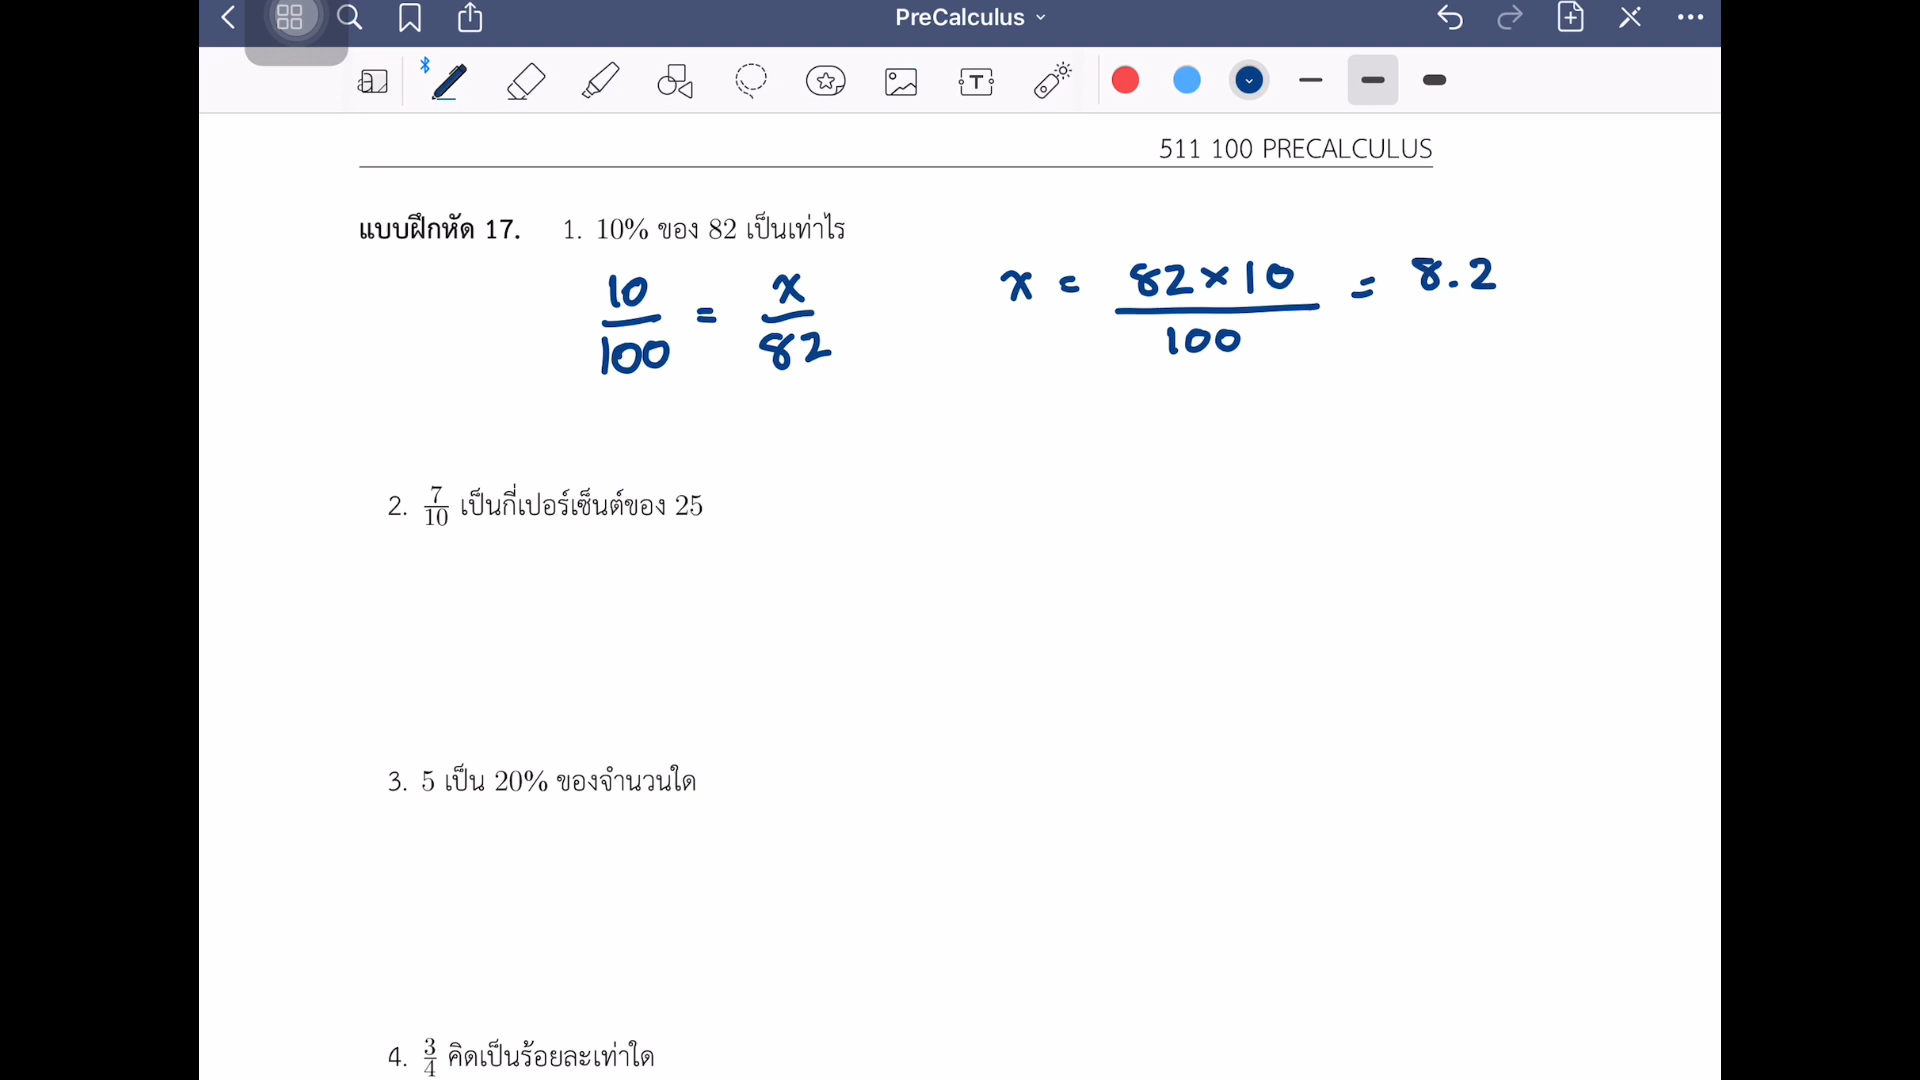 PreCalculus
511 100 PRECALCULUS
แบบฝึกหัด 17. 1. 10% ของ 82 เป็นเท่าไร
10/100 = x/82
x = 82 × 10/100 = 8.2
2. 7/10 เป็นกี่เปอร์เซ็นต์ของ 25
3. 5 เป็น 20% ของจำนวนใด
4. 3/4 คิดเป็นร้อยละเท่าใด